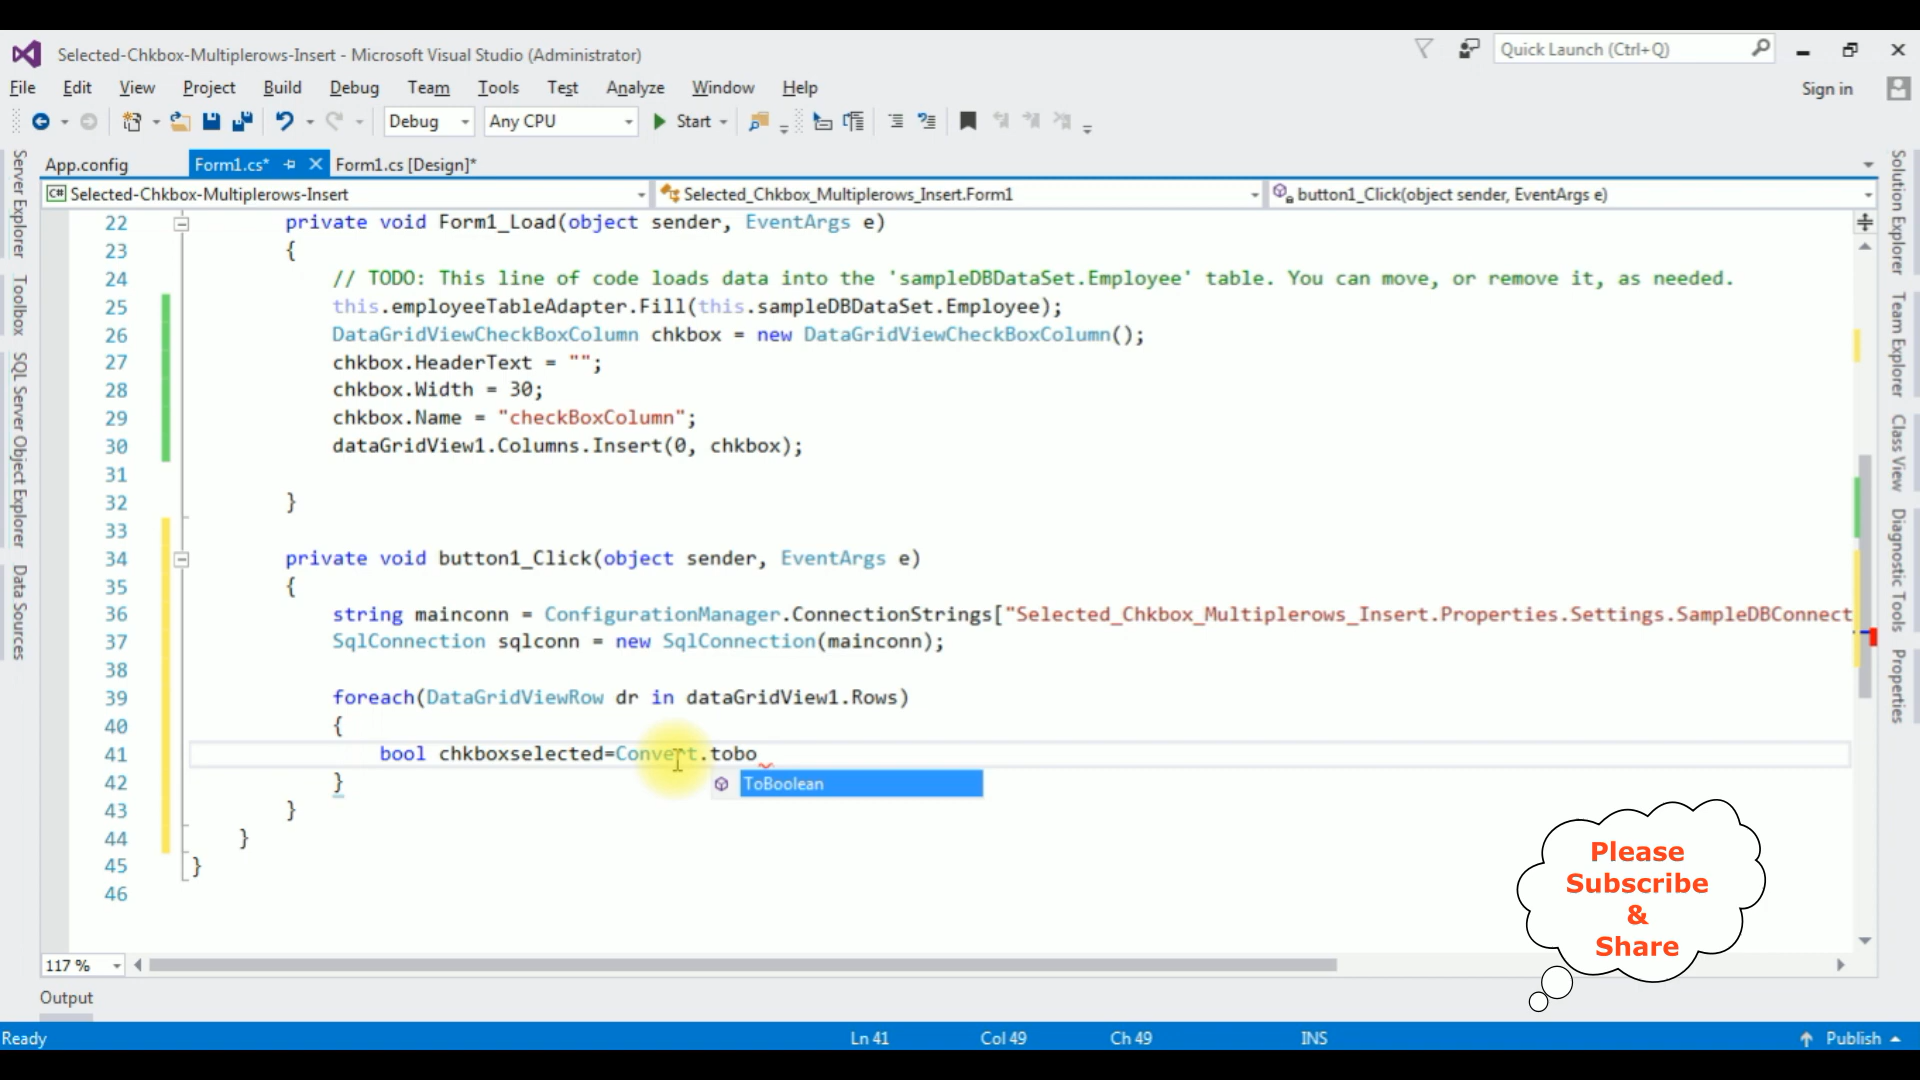 Selected-Chkbox-Multiplerows-Insert - Microsoft Visual Studio (Administrator)
Quick Launch (Ctrl+Q)
File Edit View Project Build Debug Team Tools Test Analyze Window Help
Sign in
Debug Any CPU Start
App.config Form1.cs* Form1.cs [Design]*
C# Selected-Chkbox-Multiplerows-Insert Selected_Chkbox_Multiplerows_Insert.Form1 button1_Click(object sender, EventArgs e)
Server Explorer
Toolbox
SQL Server Object Explorer
Data Sources
22 private void Form1_Load(object sender, EventArgs e)
23 {
24 // TODO: This line of code loads data into the 'sampleDBDataSet.Employee' table. You can move, or remove it, as needed.
25 this.employeeTableAdapter.Fill(this.sampleDBDataSet.Employee);
26 DataGridViewCheckBoxColumn chkbox = new DataGridViewCheckBoxColumn();
27 chkbox.HeaderText = "";
28 chkbox.Width = 30;
29 chkbox.Name = "checkBoxColumn";
30 dataGridView1.Columns.Insert(0, chkbox);
31
32 }
33
34 private void button1_Click(object sender, EventArgs e)
35 {
36 string mainconn = ConfigurationManager.ConnectionStrings["Selected_Chkbox_Multiplerows_Insert.Properties.Settings.SampleDBConnect
37 SqlConnection sqlconn = new SqlConnection(mainconn);
38
39 foreach(DataGridViewRow dr in dataGridView1.Rows)
40 {
41 bool chkboxselected=Convert.tobo
ToBoolean
42 }
43 }
44 }
45 }
46
Solution Explorer
Team Explorer
Class View
Diagnostic Tools
Properties
Please
Subscribe
&
Share
117 %
Output
Ready Ln 41 Col 49 Ch 49 INS Publish